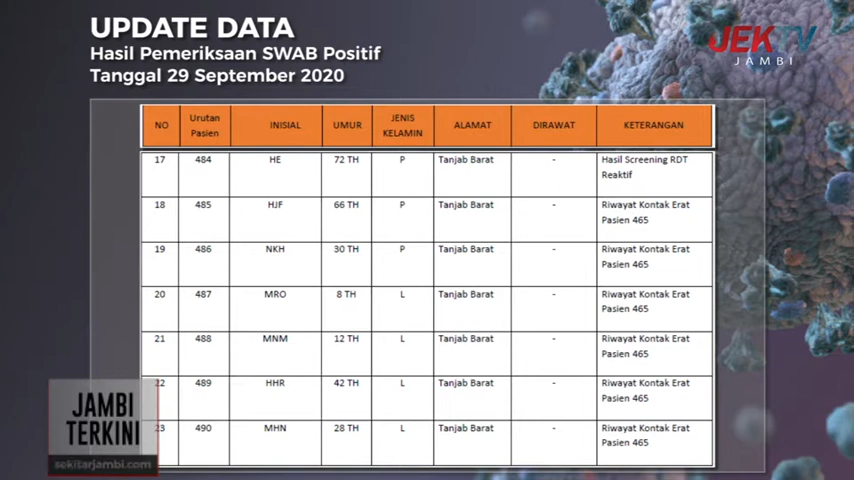 UPDATE DATA
Hasil Pemeriksaan SWAB Positif
Tanggal 29 September 2020
JEKTV
JAMBI
NO Urutan Pasien INISIAL UMUR JENIS KELAMIN ALAMAT DIRAWAT KETERANGAN
17 484 HE 72 TH P Tanjab Barat - Hasil Screening RDT
Reaktif
18 485 HJF 66 TH P Tanjab Barat - Riwayat Kontak Erat
Pasien 465
19 486 NKH 30 TH P Tanjab Barat - Riwayat Kontak Erat
Pasien 465
20 487 MRO 8 TH L Tanjab Barat - Riwayat Kontak Erat
Pasien 465
21 488 MNM 12 TH L Tanjab Barat - Riwayat Kontak Erat
Pasien 465
22 489 HHR 42 TH L Tanjab Barat - Riwayat Kontak Erat
Pasien 465
23 490 MHN 28 TH L Tanjab Barat - Riwayat Kontak Erat
Pasien 465
JAMBI
TERKINI
sekitarjambi.com